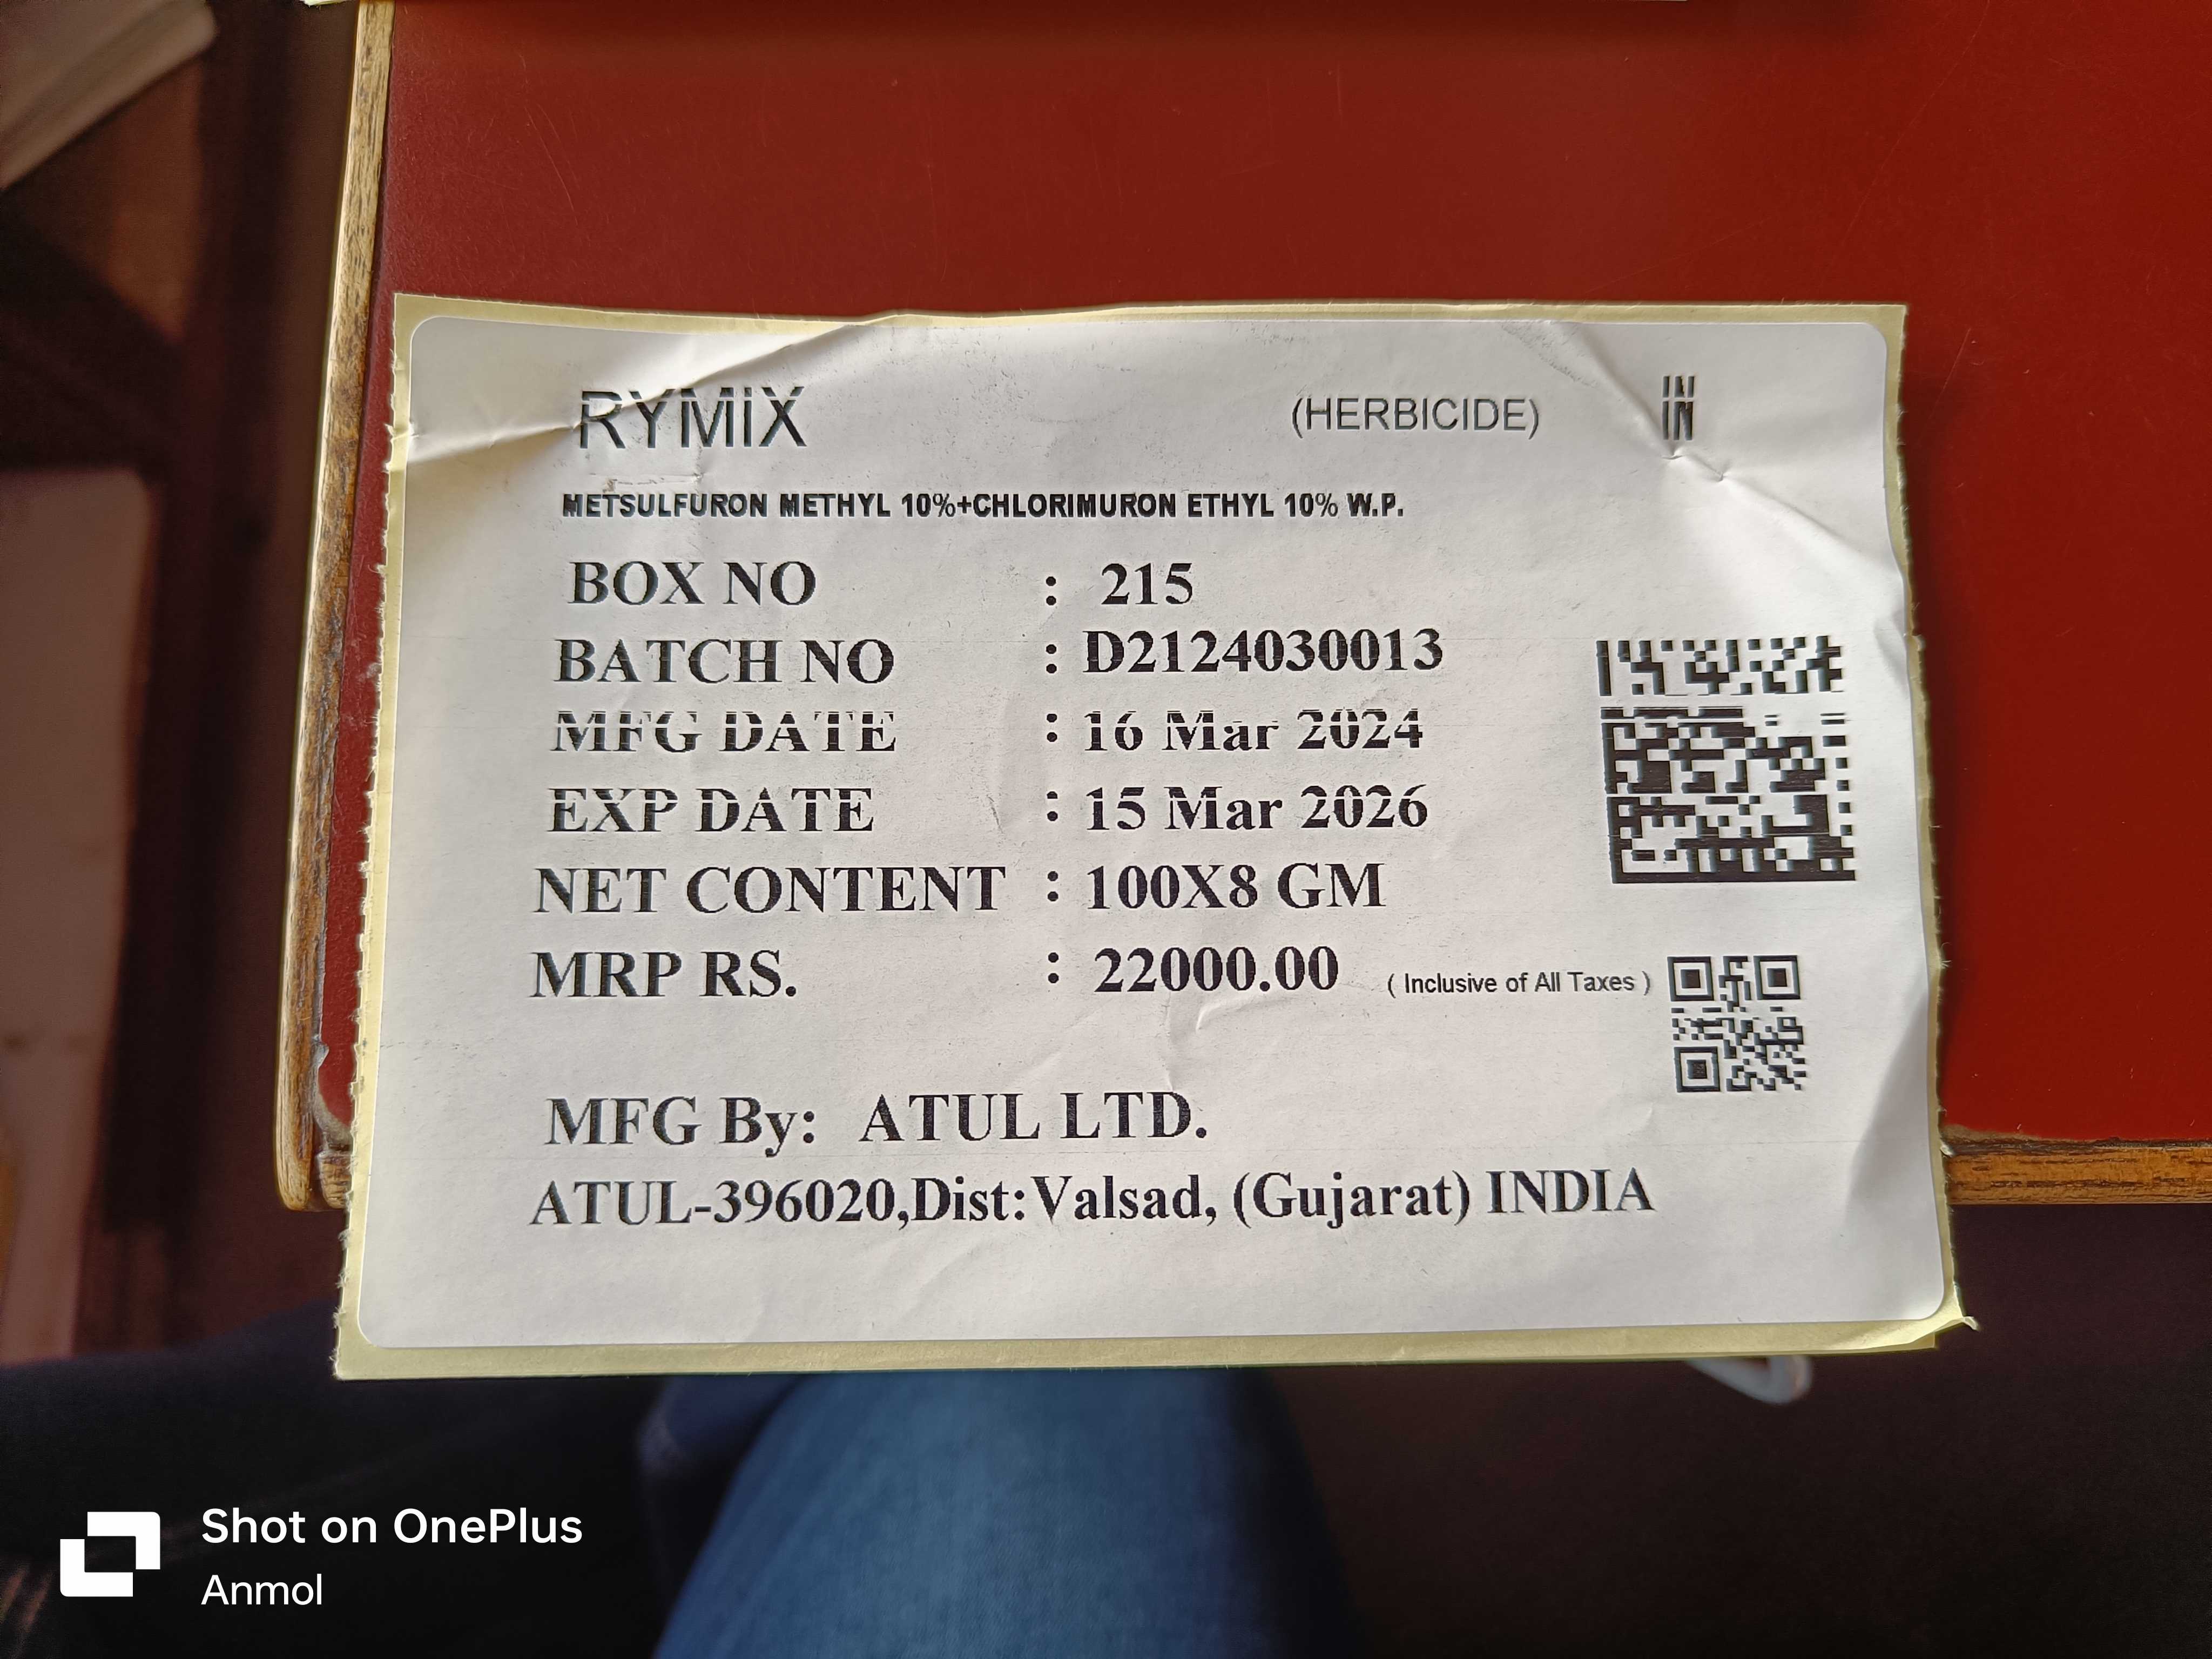 RYMIX (HERBICIDE) IN
METSULFURON METHYL 10%+CHLORIMURON ETHYL 10% W.P.
BOX NO : 215
BATCH NO : D2124030013
MFG DATE : 16 Mar 2024
EXP DATE : 15 Mar 2026
NET CONTENT : 100X8 GM
MRP RS. : 22000.00 ( Inclusive of All Taxes )
MFG By: ATUL LTD.
ATUL-396020,Dist:Valsad, (Gujarat) INDIA
Shot on OnePlus
Anmol